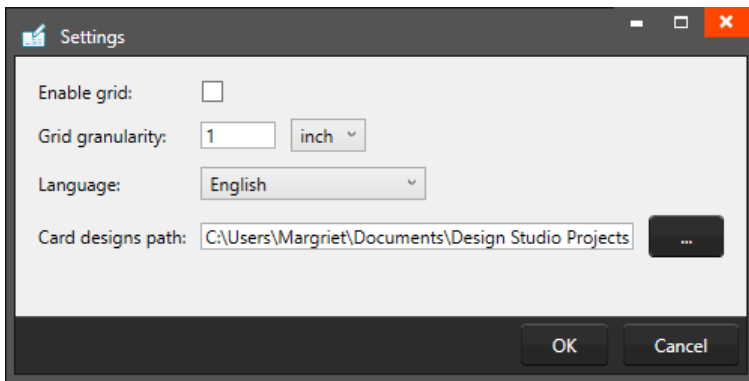 Settings
Enable grid:
Grid granularity: 1 inch
Language: English
Card designs path: C:\Users\Margriet\Documents\Design Studio Projects ...
OK Cancel